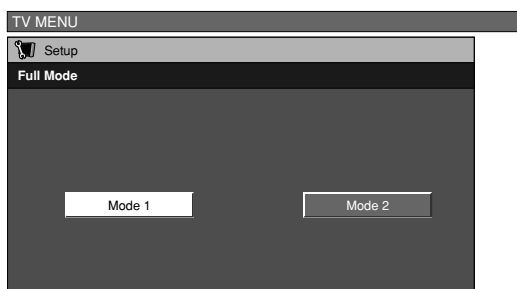 TV MENU
Setup
Full Mode
Mode 1
Mode 2